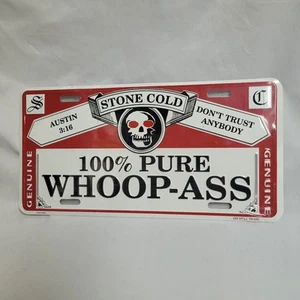 S
STONE COLD
C
AUSTIN
3:16
DON'T TRUST
ANYBODY
GENUINE
100% PURE
WHOOP-ASS
GENUINE